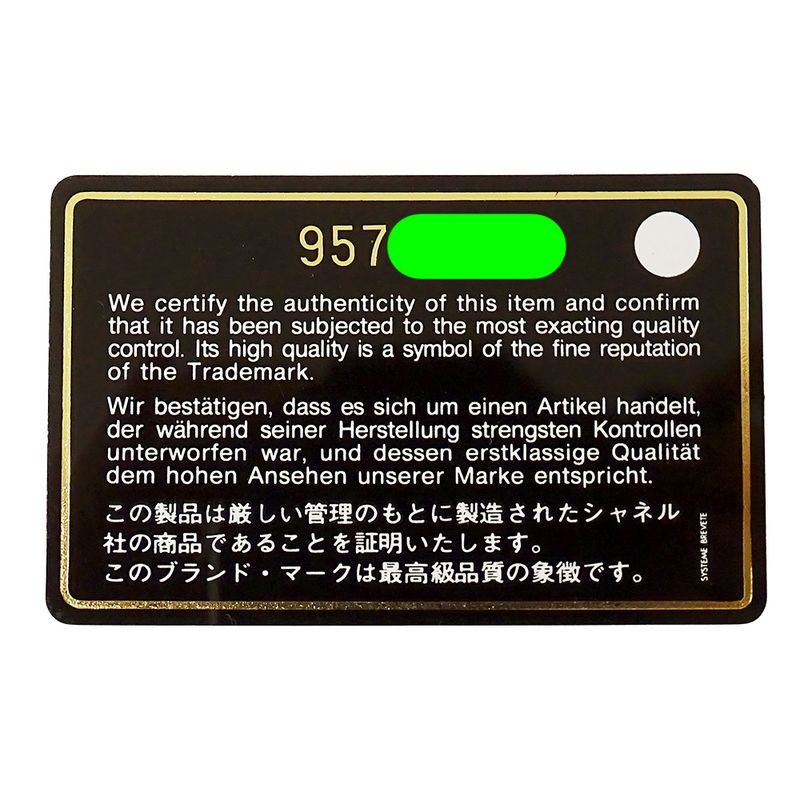 957
We certify the authenticity of this item and confirm
that it has been subjected to the most exacting quality
control. Its high quality is a symbol of the fine reputation
of the Trademark.
Wir bestätigen, dass es sich um einen Artikel handelt,
der während seiner Herstellung strengsten Kontrollen
unterworfen war, und dessen erstklassige Qualität
dem hohen Ansehen unserer Marke entspricht.
この製品は厳しい管理のもとに製造されたシャネル
社の商品であることを証明いたします。
このブランド・マークは最高級品質の象徴です。
SYSTEME BREVETE